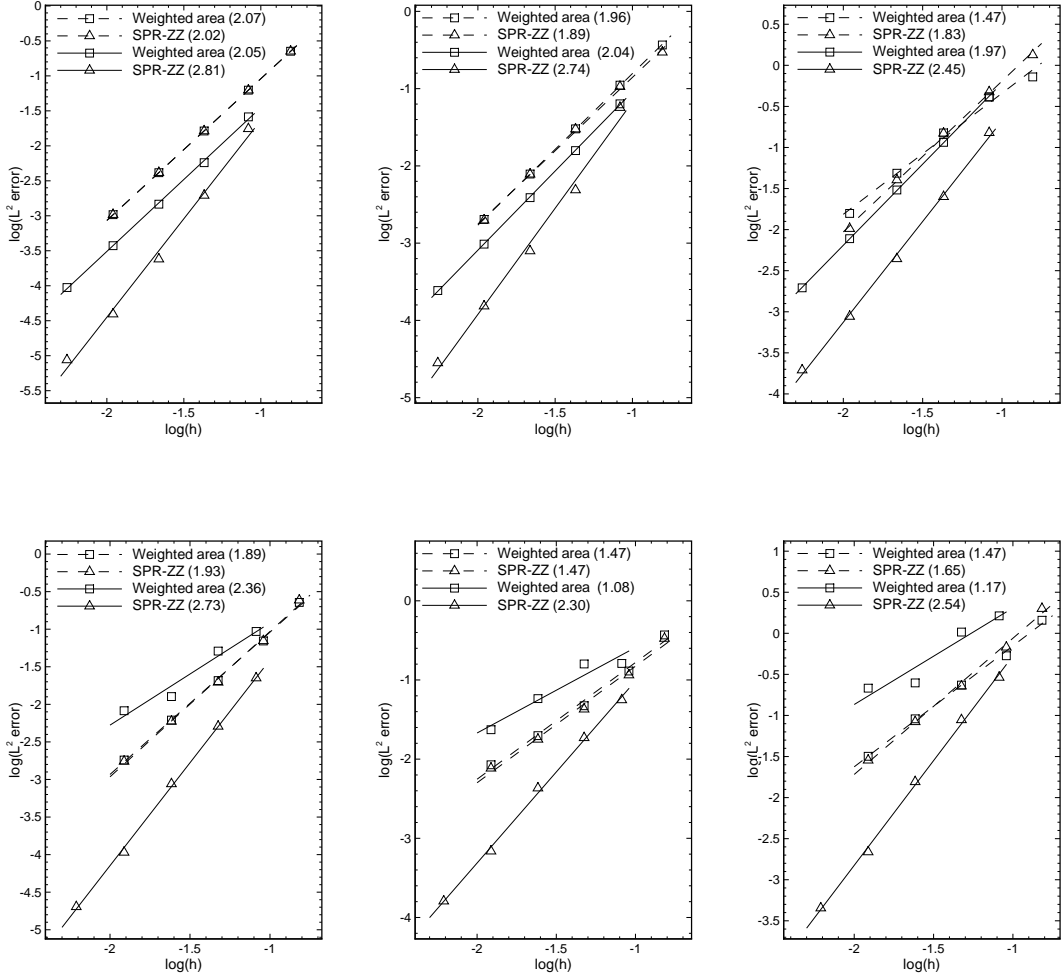 Weighted area (2.07)
SPR-ZZ (2.02)
Weighted area (2.05)
SPR-ZZ (2.81)
0
-0.5
-1
-1.5
-2
-2.5
-3
-3.5
-4
-4.5
-5
-5.5
log(L² error)
-2
-1.5
-1
log(h)
Weighted area (1.96)
SPR-ZZ (1.89)
Weighted area (2.04)
SPR-ZZ (2.74)
0
-1
-2
-3
-4
-5
log(L² error)
-2
-1.5
-1
log(h)
Weighted area (1.47)
SPR-ZZ (1.83)
Weighted area (1.97)
SPR-ZZ (2.45)
0.5
0
-0.5
-1
-1.5
-2
-2.5
-3
-3.5
-4
log(L² error)
-2
-1.5
-1
log(h)
Weighted area (1.89)
SPR-ZZ (1.93)
Weighted area (2.36)
SPR-ZZ (2.73)
0
-0.5
-1
-1.5
-2
-2.5
-3
-3.5
-4
-4.5
-5
log(L² error)
-2
-1.5
-1
log(h)
Weighted area (1.47)
SPR-ZZ (1.47)
Weighted area (1.08)
SPR-ZZ (2.30)
0
-1
-2
-3
-4
log(L² error)
-2
-1.5
-1
log(h)
Weighted area (1.47)
SPR-ZZ (1.65)
Weighted area (1.17)
SPR-ZZ (2.54)
1
0.5
0
-0.5
-1
-1.5
-2
-2.5
-3
-3.5
log(L² error)
-2
-1.5
-1
log(h)